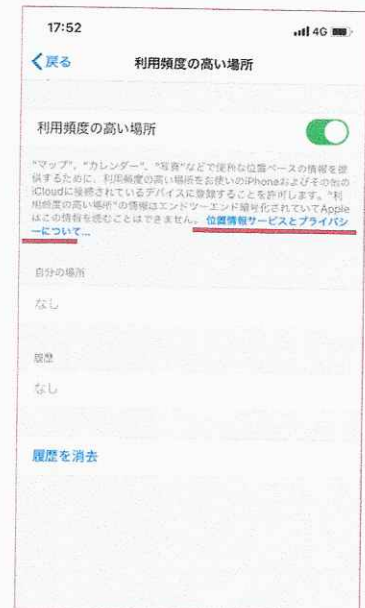 17:52
4G
戻る
利用頻度の高い場所
利用頻度の高い場所
"マップ"、"カレンダー"、"写真"などで便利な位置ベースの情報を提
供するために、利用頻度の高い場所をお使いのiPhoneおよびその他の
iCloudに接続されているデバイスに登録することを許可します。"利
用頻度の高い場所"の情報はエンドツーエンド暗号化されていてApple
はこの情報を読むことはできません。位置情報サービスとプライバシ
ーについて...
自分の場所
なし
履歴
なし
履歴を消去